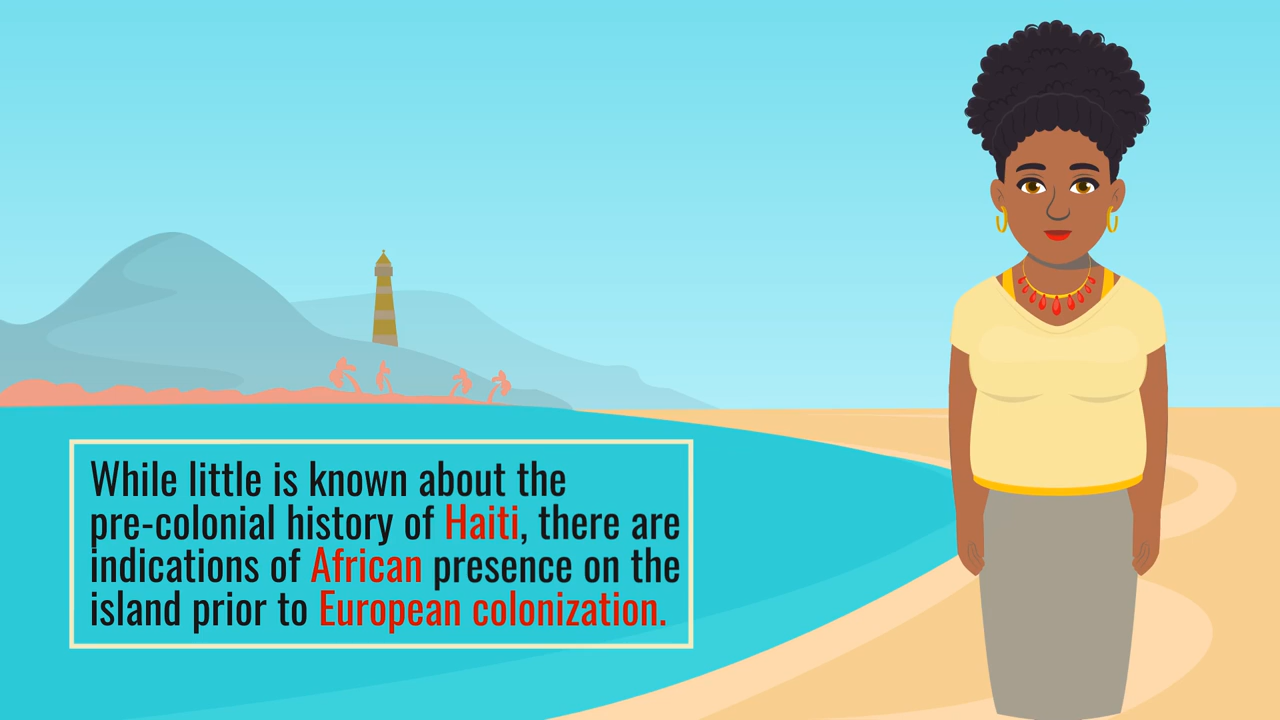 While little is known about the
pre-colonial history of Haiti, there are
indications of African presence on the
island prior to European colonization.